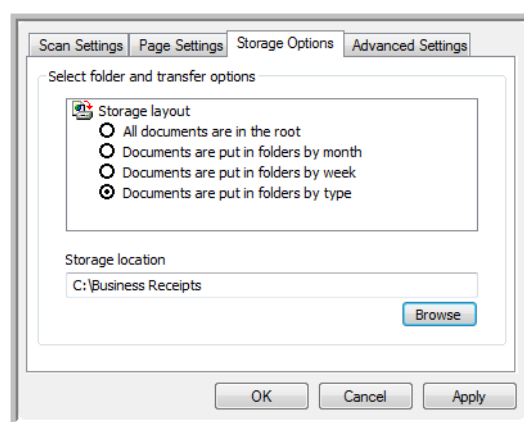 Scan Settings Page Settings Storage Options Advanced Settings
Select folder and transfer options
Storage layout
All documents are in the root
Documents are put in folders by month
Documents are put in folders by week
Documents are put in folders by type
Storage location
C:\Business Receipts
Browse
OK Cancel Apply